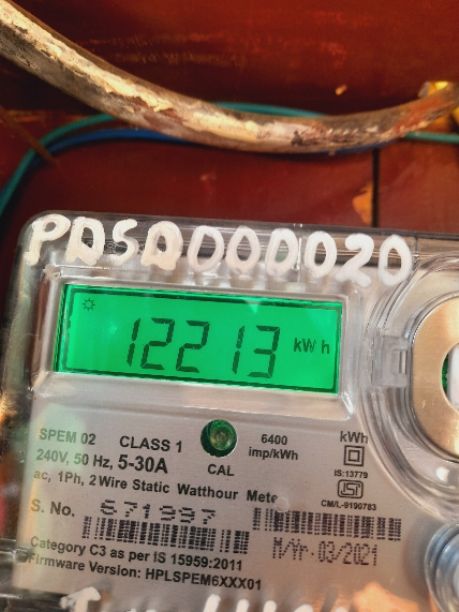 PDSD000020
12213 kWh
SPEM 02 CLASS 1 6400 imp/kWh kWh
240V, 50 Hz, 5-30A CAL
IS:13779
ac, 1Ph, 2 Wire Static Watthour Mete
CM/L-9190783
S. No. 671997
M/Yr. 03/2021
Category C3 as per IS 15959:2011
Firmware Version: HPLSPEM6XXX01